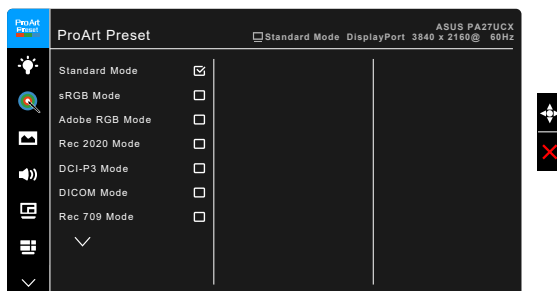 ProArt
Preset
ProArt Preset
ASUS PA27UCX
Standard Mode DisplayPort 3840 x 2160@ 60Hz
Standard Mode
sRGB Mode
Adobe RGB Mode
Rec 2020 Mode
DCI-P3 Mode
DICOM Mode
Rec 709 Mode